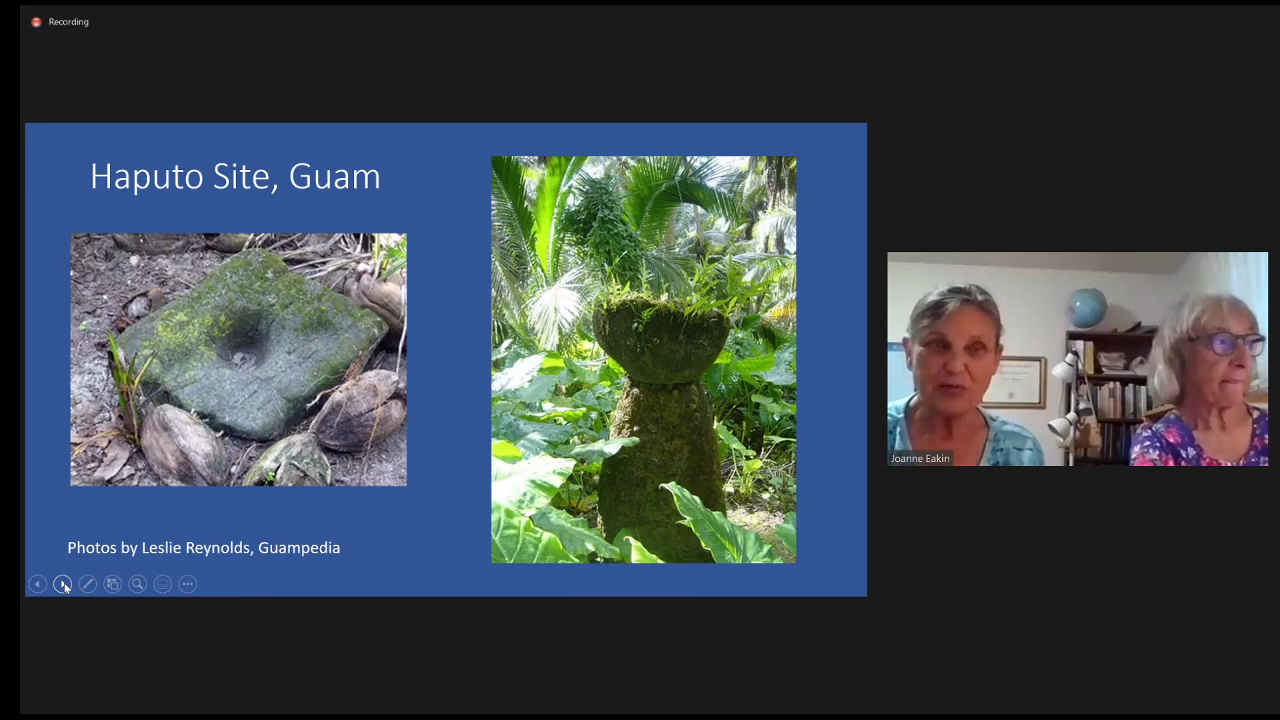 Recording
Haputo Site, Guam
Photos by Leslie Reynolds, Guampedia
Joanne Eakin